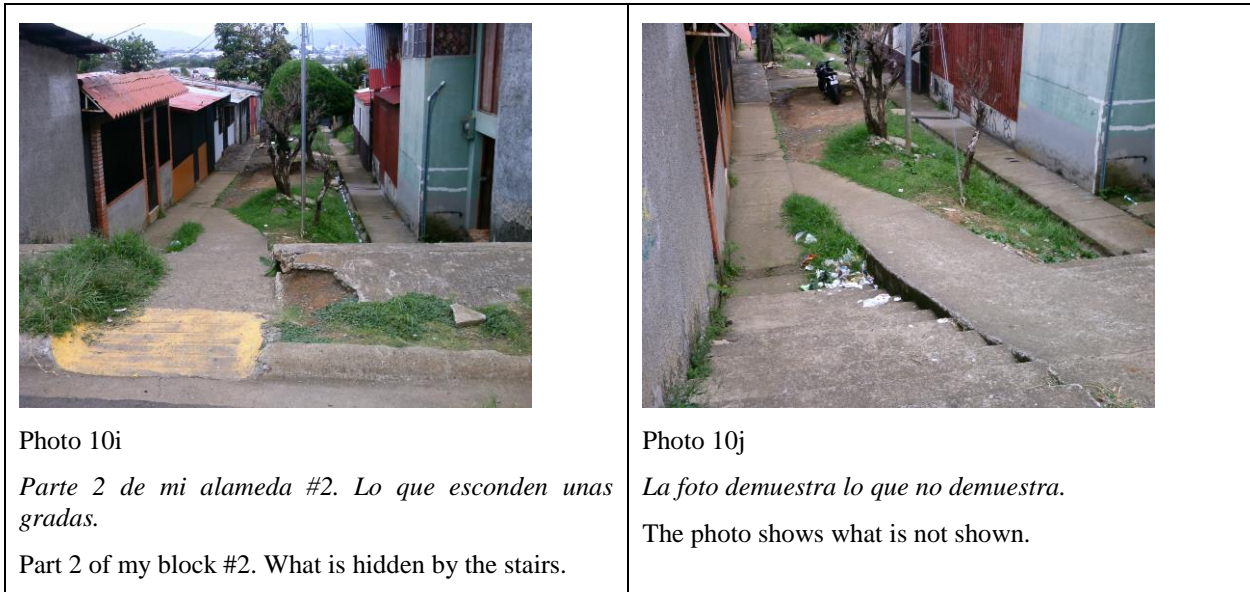 Photo 10i
Parte 2 de mi alameda #2. Lo que esconden unas
gradas.
Part 2 of my block #2. What is hidden by the stairs.
Photo 10j
La foto demuestra lo que no demuestra.
The photo shows what is not shown.